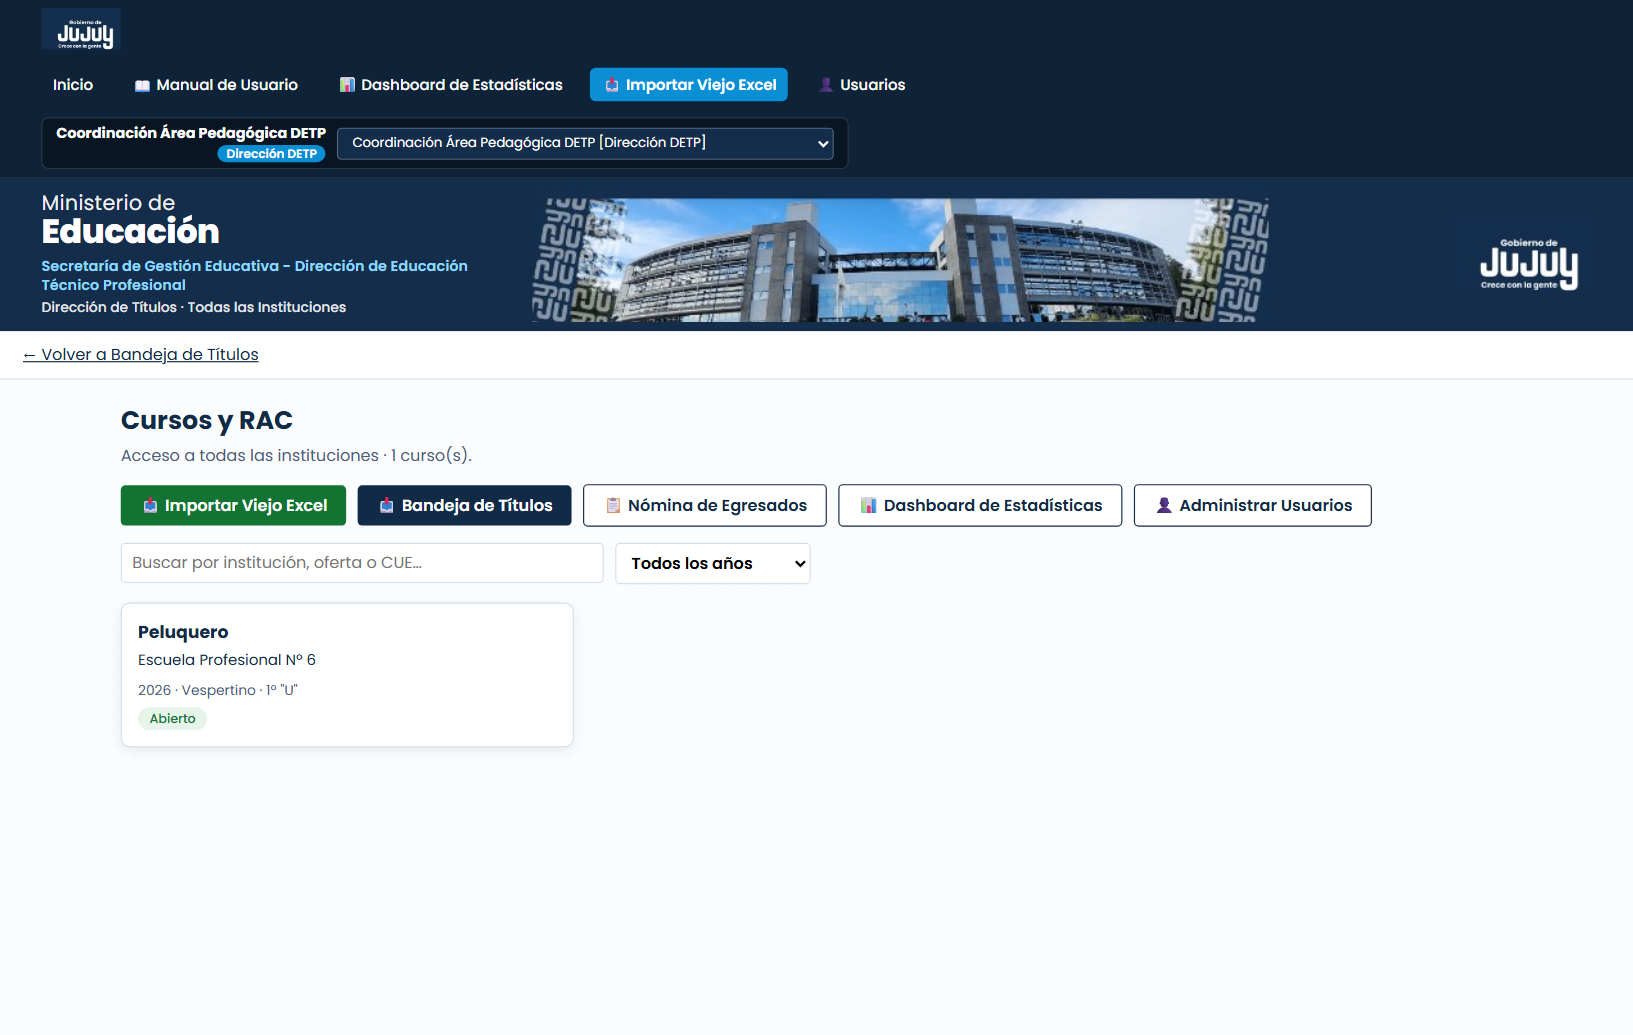 Gobierno de
JUJUY
Crece con la gente
Inicio
Manual de Usuario
Dashboard de Estadísticas
Importar Viejo Excel
Usuarios
Coordinación Área Pedagógica DETP
Dirección DETP
Coordinación Área Pedagógica DETP [Dirección DETP]
Ministerio de
Educación
Secretaría de Gestión Educativa - Dirección de Educación
Técnico Profesional
Dirección de Títulos · Todas las Instituciones
Gobierno de
JUJUY
Crece con la gente
← Volver a Bandeja de Títulos
Cursos y RAC
Acceso a todas las instituciones · 1 curso(s).
Importar Viejo Excel
Bandeja de Títulos
Nómina de Egresados
Dashboard de Estadísticas
Administrar Usuarios
Buscar por institución, oferta o CUE...
Todos los años
Peluquero
Escuela Profesional Nº 6
2026 · Vespertino · 1º "U"
Abierto